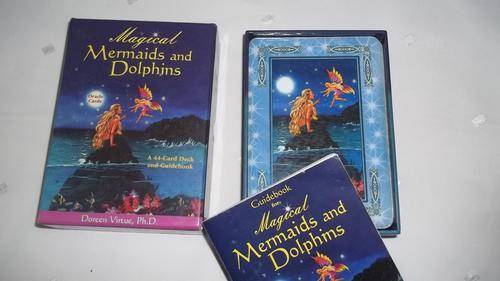 Magical
Mermaids and
Dolphins
Oracle
Cards
A 44-Card Deck
and Guidebook
Doreen Virtue, Ph.D.
Guidebook
for
Magical
Mermaids and
Dolphins